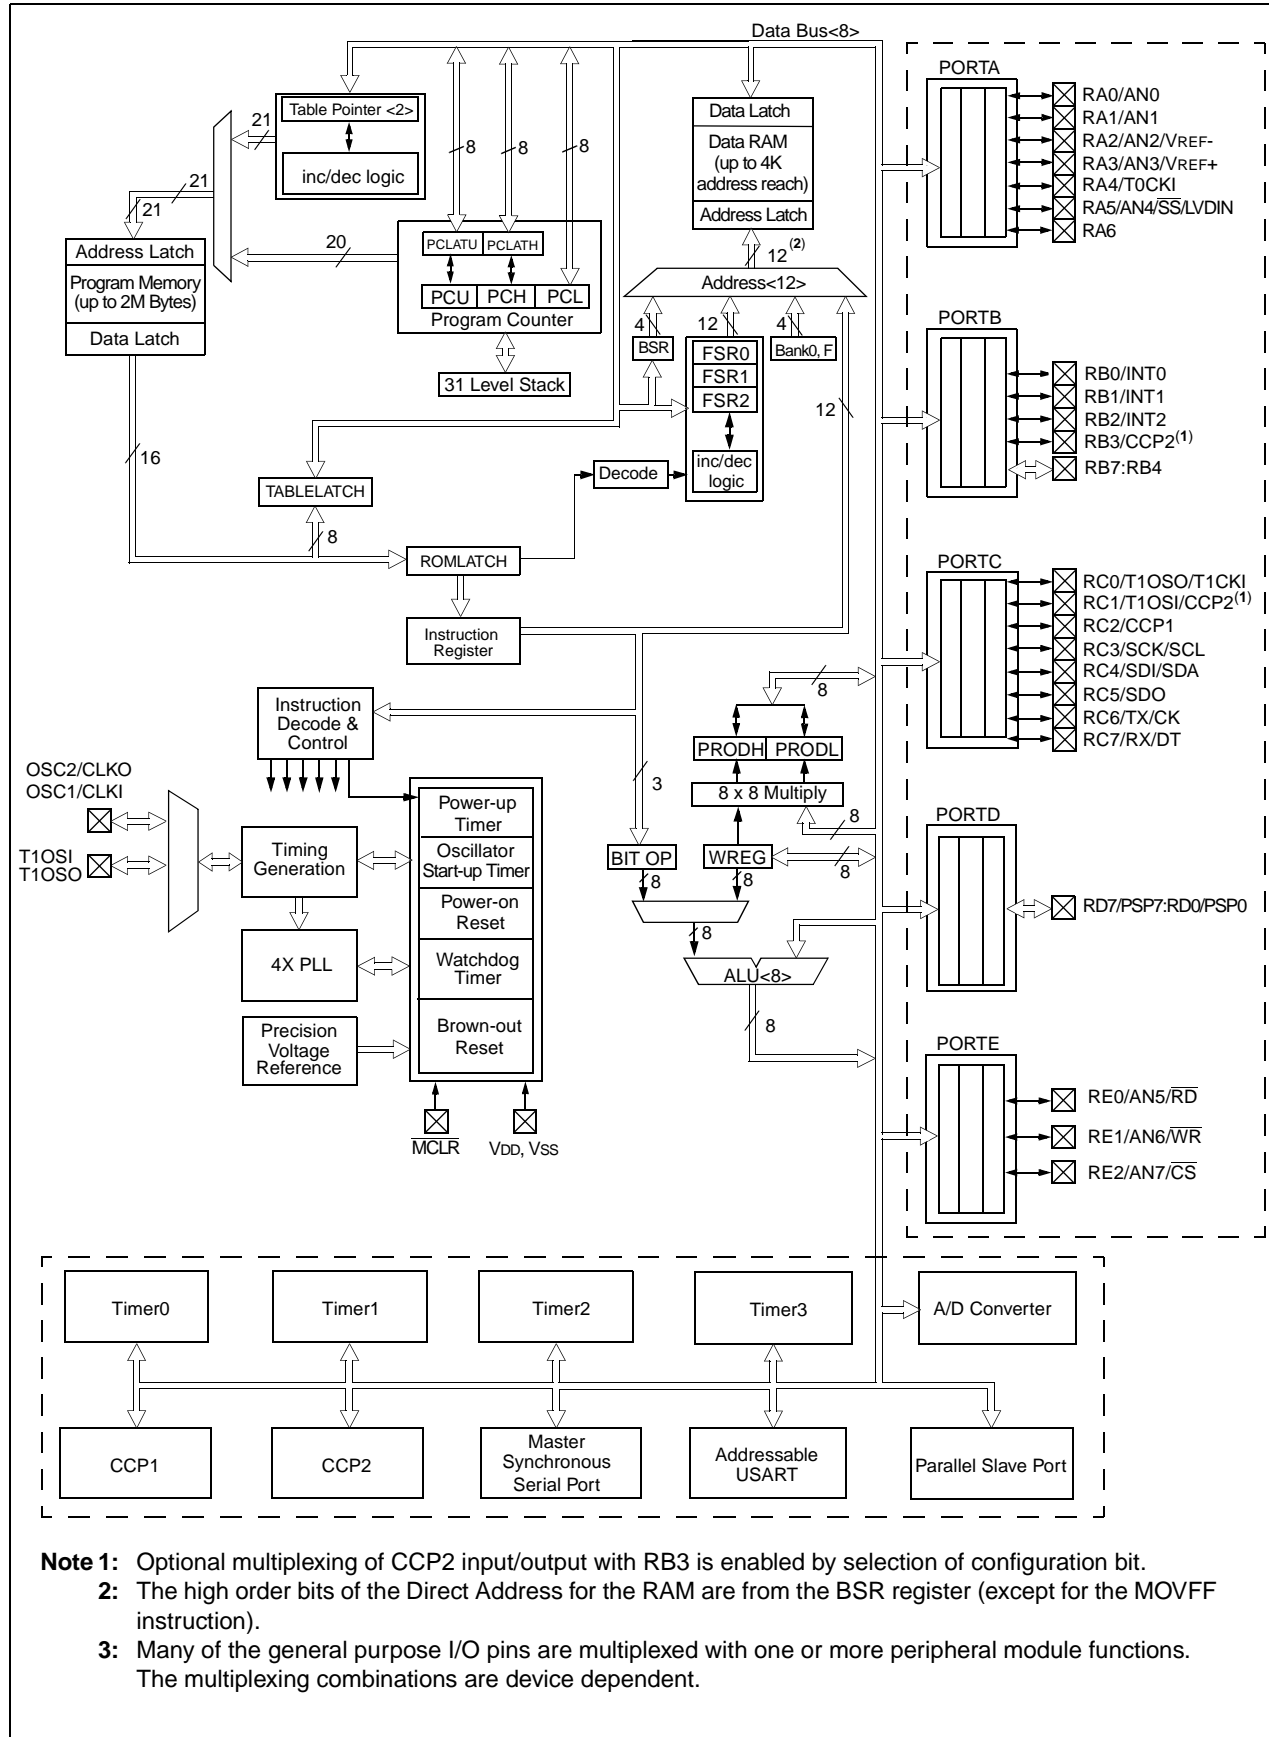 Data Bus<8>
PORTA
Table Pointer <2>
21
inc/dec logic
21
21
8
8
8
Data Latch
Data RAM
(up to 4K
address reach)
Address Latch
RA0/AN0
RA1/AN1
RA2/AN2/VREF-
RA3/AN3/VREF+
RA4/T0CKI
RA5/AN4/SS/LVDIN
RA6
Address Latch
Program Memory
(up to 2M Bytes)
Data Latch
20
PCLATU
PCLATH
PCU
PCH
PCL
Program Counter
12(2)
Address<12>
4
12
4
BSR
FSR0
FSR1
FSR2
inc/dec
logic
Bank0, F
31 Level Stack
12
PORTB
RB0/INT0
RB1/INT1
RB2/INT2
RB3/CCP2(1)
RB7:RB4
16
TABLELATCH
8
Decode
ROMLATCH
Instruction
Register
PORTC
RC0/T1OSO/T1CKI
RC1/T1OSI/CCP2(1)
RC2/CCP1
RC3/SCK/SCL
RC4/SDI/SDA
RC5/SDO
RC6/TX/CK
RC7/RX/DT
8
Instruction
Decode &
Control
PRODH
PRODL
3
8 x 8 Multiply
8
OSC2/CLKO
OSC1/CLKI
T1OSI
T1OSO
Timing
Generation
4X PLL
Precision
Voltage
Reference
Power-up
Timer
Oscillator
Start-up Timer
Power-on
Reset
Watchdog
Timer
Brown-out
Reset
MCLR
VDD, VSS
BIT OP
WREG
8
8
8
8
ALU<8>
8
PORTD
RD7/PSP7:RD0/PSP0
PORTE
RE0/AN5/RD
RE1/AN6/WR
RE2/AN7/CS
Timer0
Timer1
Timer2
Timer3
A/D Converter
CCP1
CCP2
Master
Synchronous
Serial Port
Addressable
USART
Parallel Slave Port
Note 1: Optional multiplexing of CCP2 input/output with RB3 is enabled by selection of configuration bit.
2: The high order bits of the Direct Address for the RAM are from the BSR register (except for the MOVFF
instruction).
3: Many of the general purpose I/O pins are multiplexed with one or more peripheral module functions.
The multiplexing combinations are device dependent.